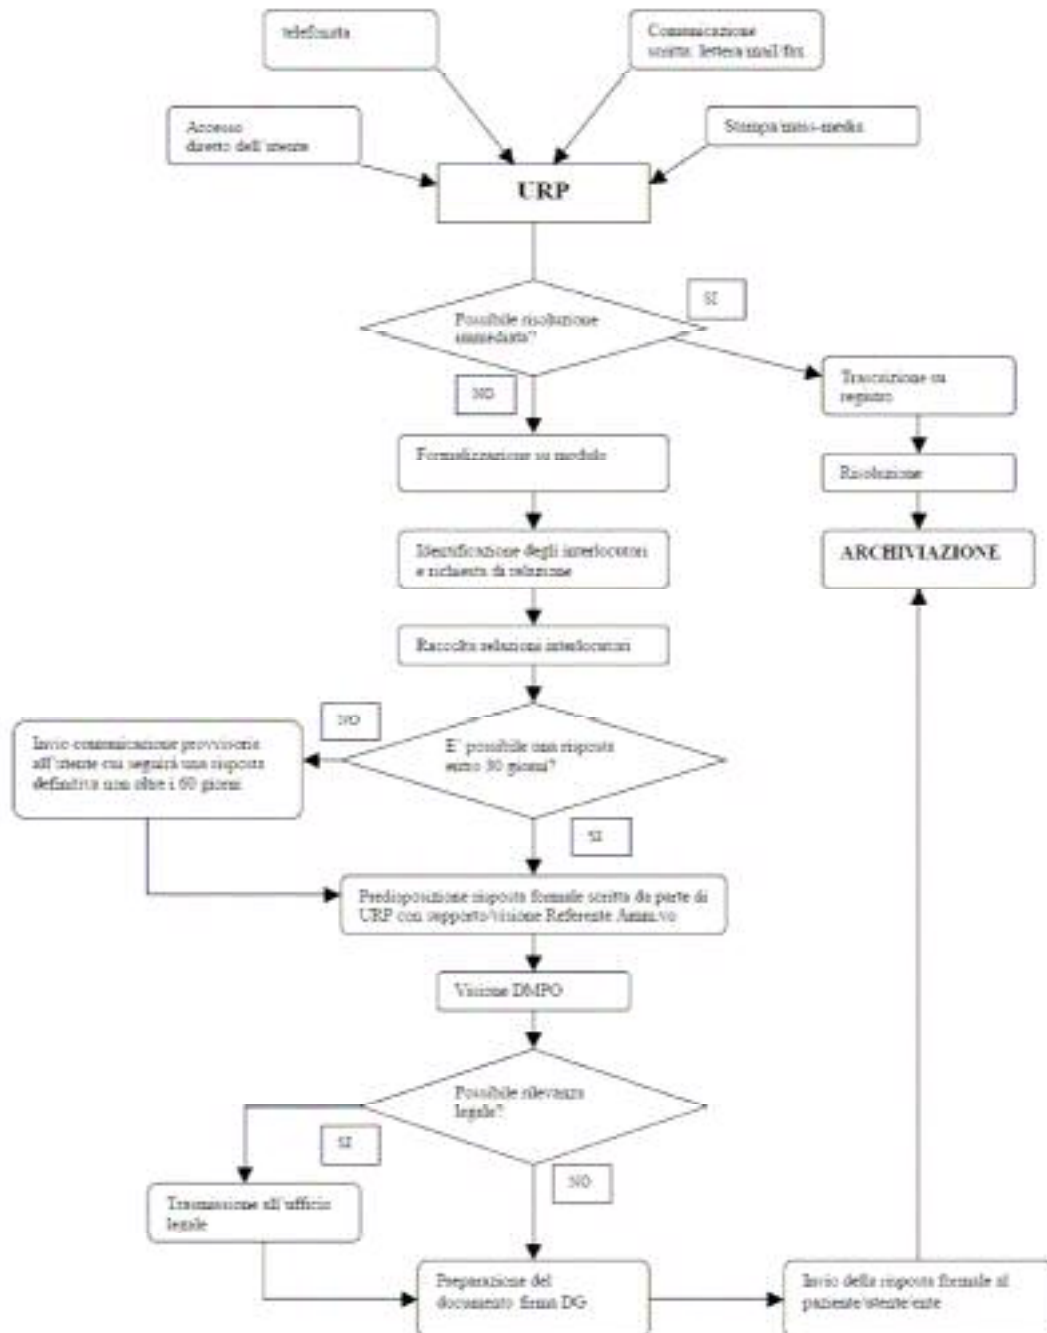 telefonata
Comunicazione
scritta: lettera/mail/fax
Accesso
diretto dell'utente
Stampa/mass-media
URP
SI
Possibile risoluzione
immediata?
NO
Trascrizione su
registro
Formalizzazione su modulo
Risoluzione
Identificazione degli interlocutori
e richiesta di relazione
ARCHIVIAZIONE
Raccolta relazioni interlocutori
NO
Invio comunicazione provvisoria
all'utente cui seguirà una risposta
definitiva non oltre i 60 giorni
E' possibile una risposta
entro 30 giorni?
SI
Predisposizione risposta formale scritta da parte di
URP con supporto/visione Referente Amm.vo
Visione DMPO
Possibile rilevanza
legale?
SI
NO
Trasmissione all'ufficio
legale
Preparazione del
documento firma DG
Invio della risposta formale al
paziente/utente/ente